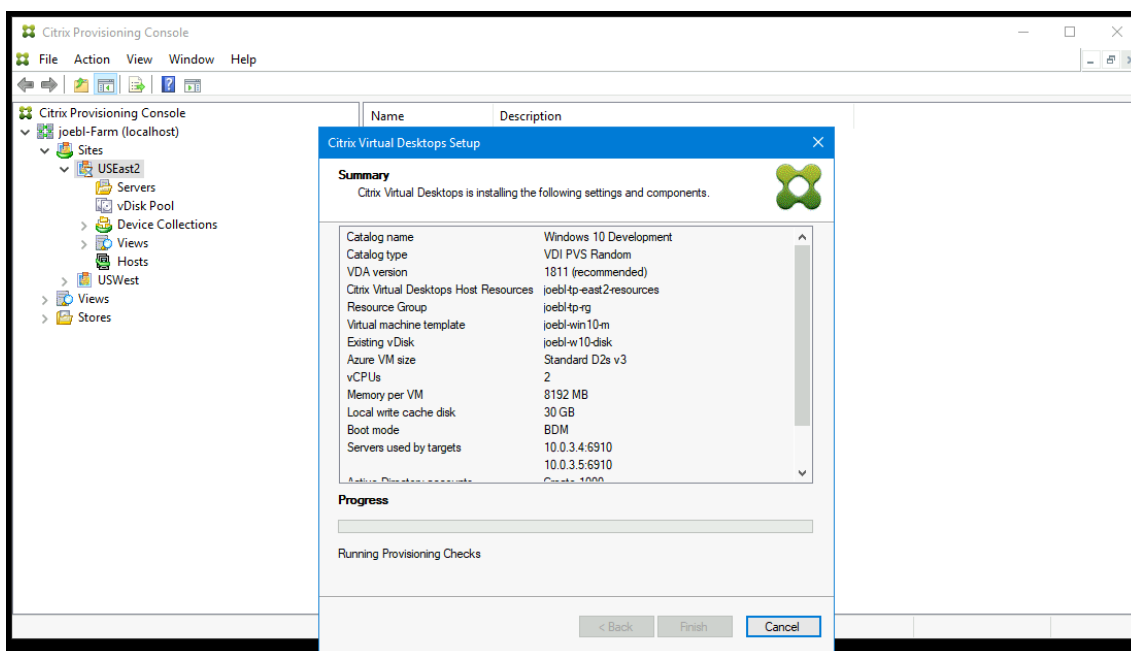 Citrix Provisioning Console
File Action View Window Help
Citrix Provisioning Console
joebl-Farm (localhost)
Sites
USEast2
Servers
vDisk Pool
Device Collections
Views
Hosts
USWest
Views
Stores
Name Description
Citrix Virtual Desktops Setup
Summary
Citrix Virtual Desktops is installing the following settings and components.
Catalog name Windows 10 Development
Catalog type VDI PVS Random
VDA version 1811 (recommended)
Citrix Virtual Desktops Host Resources joebl-tp-east2-resources
Resource Group joebl-tp-rg
Virtual machine template joebl-win10-m
Existing vDisk joebl-w10-disk
Azure VM size Standard D2s v3
vCPUs 2
Memory per VM 8192 MB
Local write cache disk 30 GB
Boot mode BDM
Servers used by targets 10.0.3.4:6910
10.0.3.5:6910
Active Directory accounts Create 1000
Progress
Running Provisioning Checks
< Back Finish Cancel